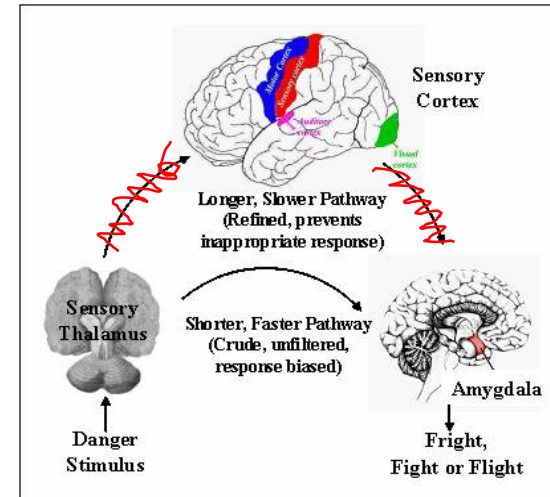 Motor Cortex
Sensory cortex
Auditory
cortex
Visual
cortex
Sensory
Cortex
Longer, Slower Pathway
(Refined, prevents
inappropriate response)
Sensory
Thalamus
Shorter, Faster Pathway
(Crude, unfiltered,
response biased)
Amygdala
Danger
Stimulus
Fright,
Fight or Flight